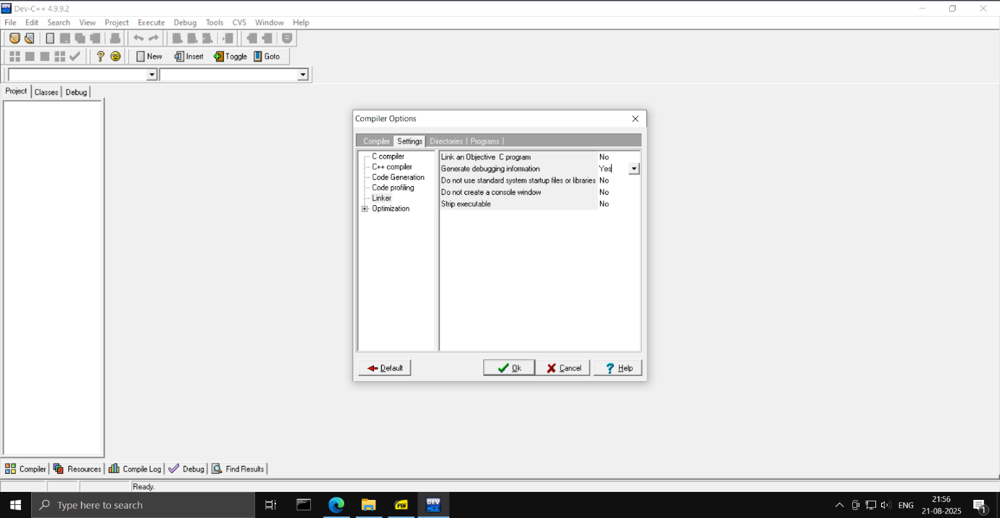 Dev-C++ 4.9.9.2
File Edit Search View Project Execute Debug Tools CVS Window Help
New Insert Toggle Goto
Project Classes Debug
Compiler Options
Compiler Settings Directories Programs
C compiler
C++ compiler
Code Generation
Code profiling
Linker
Optimization
Link an Objective C program No
Generate debugging information Yes
Do not use standard system startup files or libraries No
Do not create a console window No
Strip executable No
Default Ok Cancel Help
Compiler Resources Compile Log Debug Find Results
Ready.
Type here to search
PDF
DEV
C++
ENG
21:56
21-08-2025
1